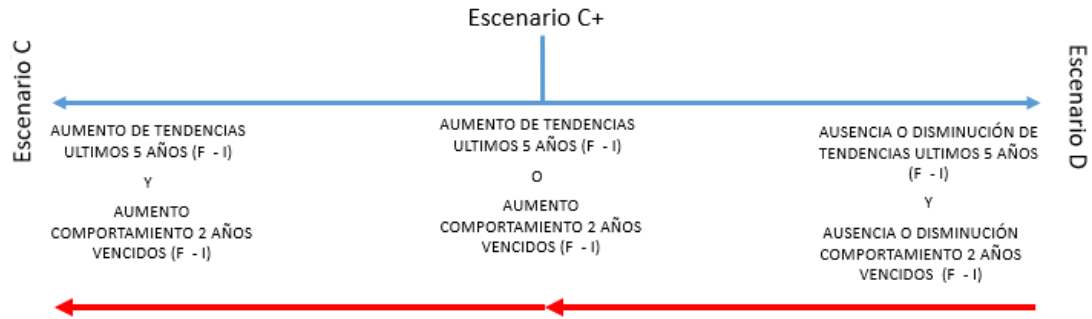 Escenario C+
Escenario C
AUMENTO DE TENDENCIAS
ULTIMOS 5 AÑOS (F - I)
Y
AUMENTO
COMPORTAMIENTO 2 AÑOS
VENCIDOS (F - I)
AUMENTO DE TENDENCIAS
ULTIMOS 5 AÑOS (F - I)
O
AUMENTO
COMPORTAMIENTO 2 AÑOS
VENCIDOS (F - I)
AUSENCIA O DISMINUCIÓN DE
TENDENCIAS ULTIMOS 5 AÑOS
(F - I)
Y
AUSENCIA O DISMINUCIÓN
COMPORTAMIENTO 2 AÑOS
VENCIDOS (F - I)
Escenario D